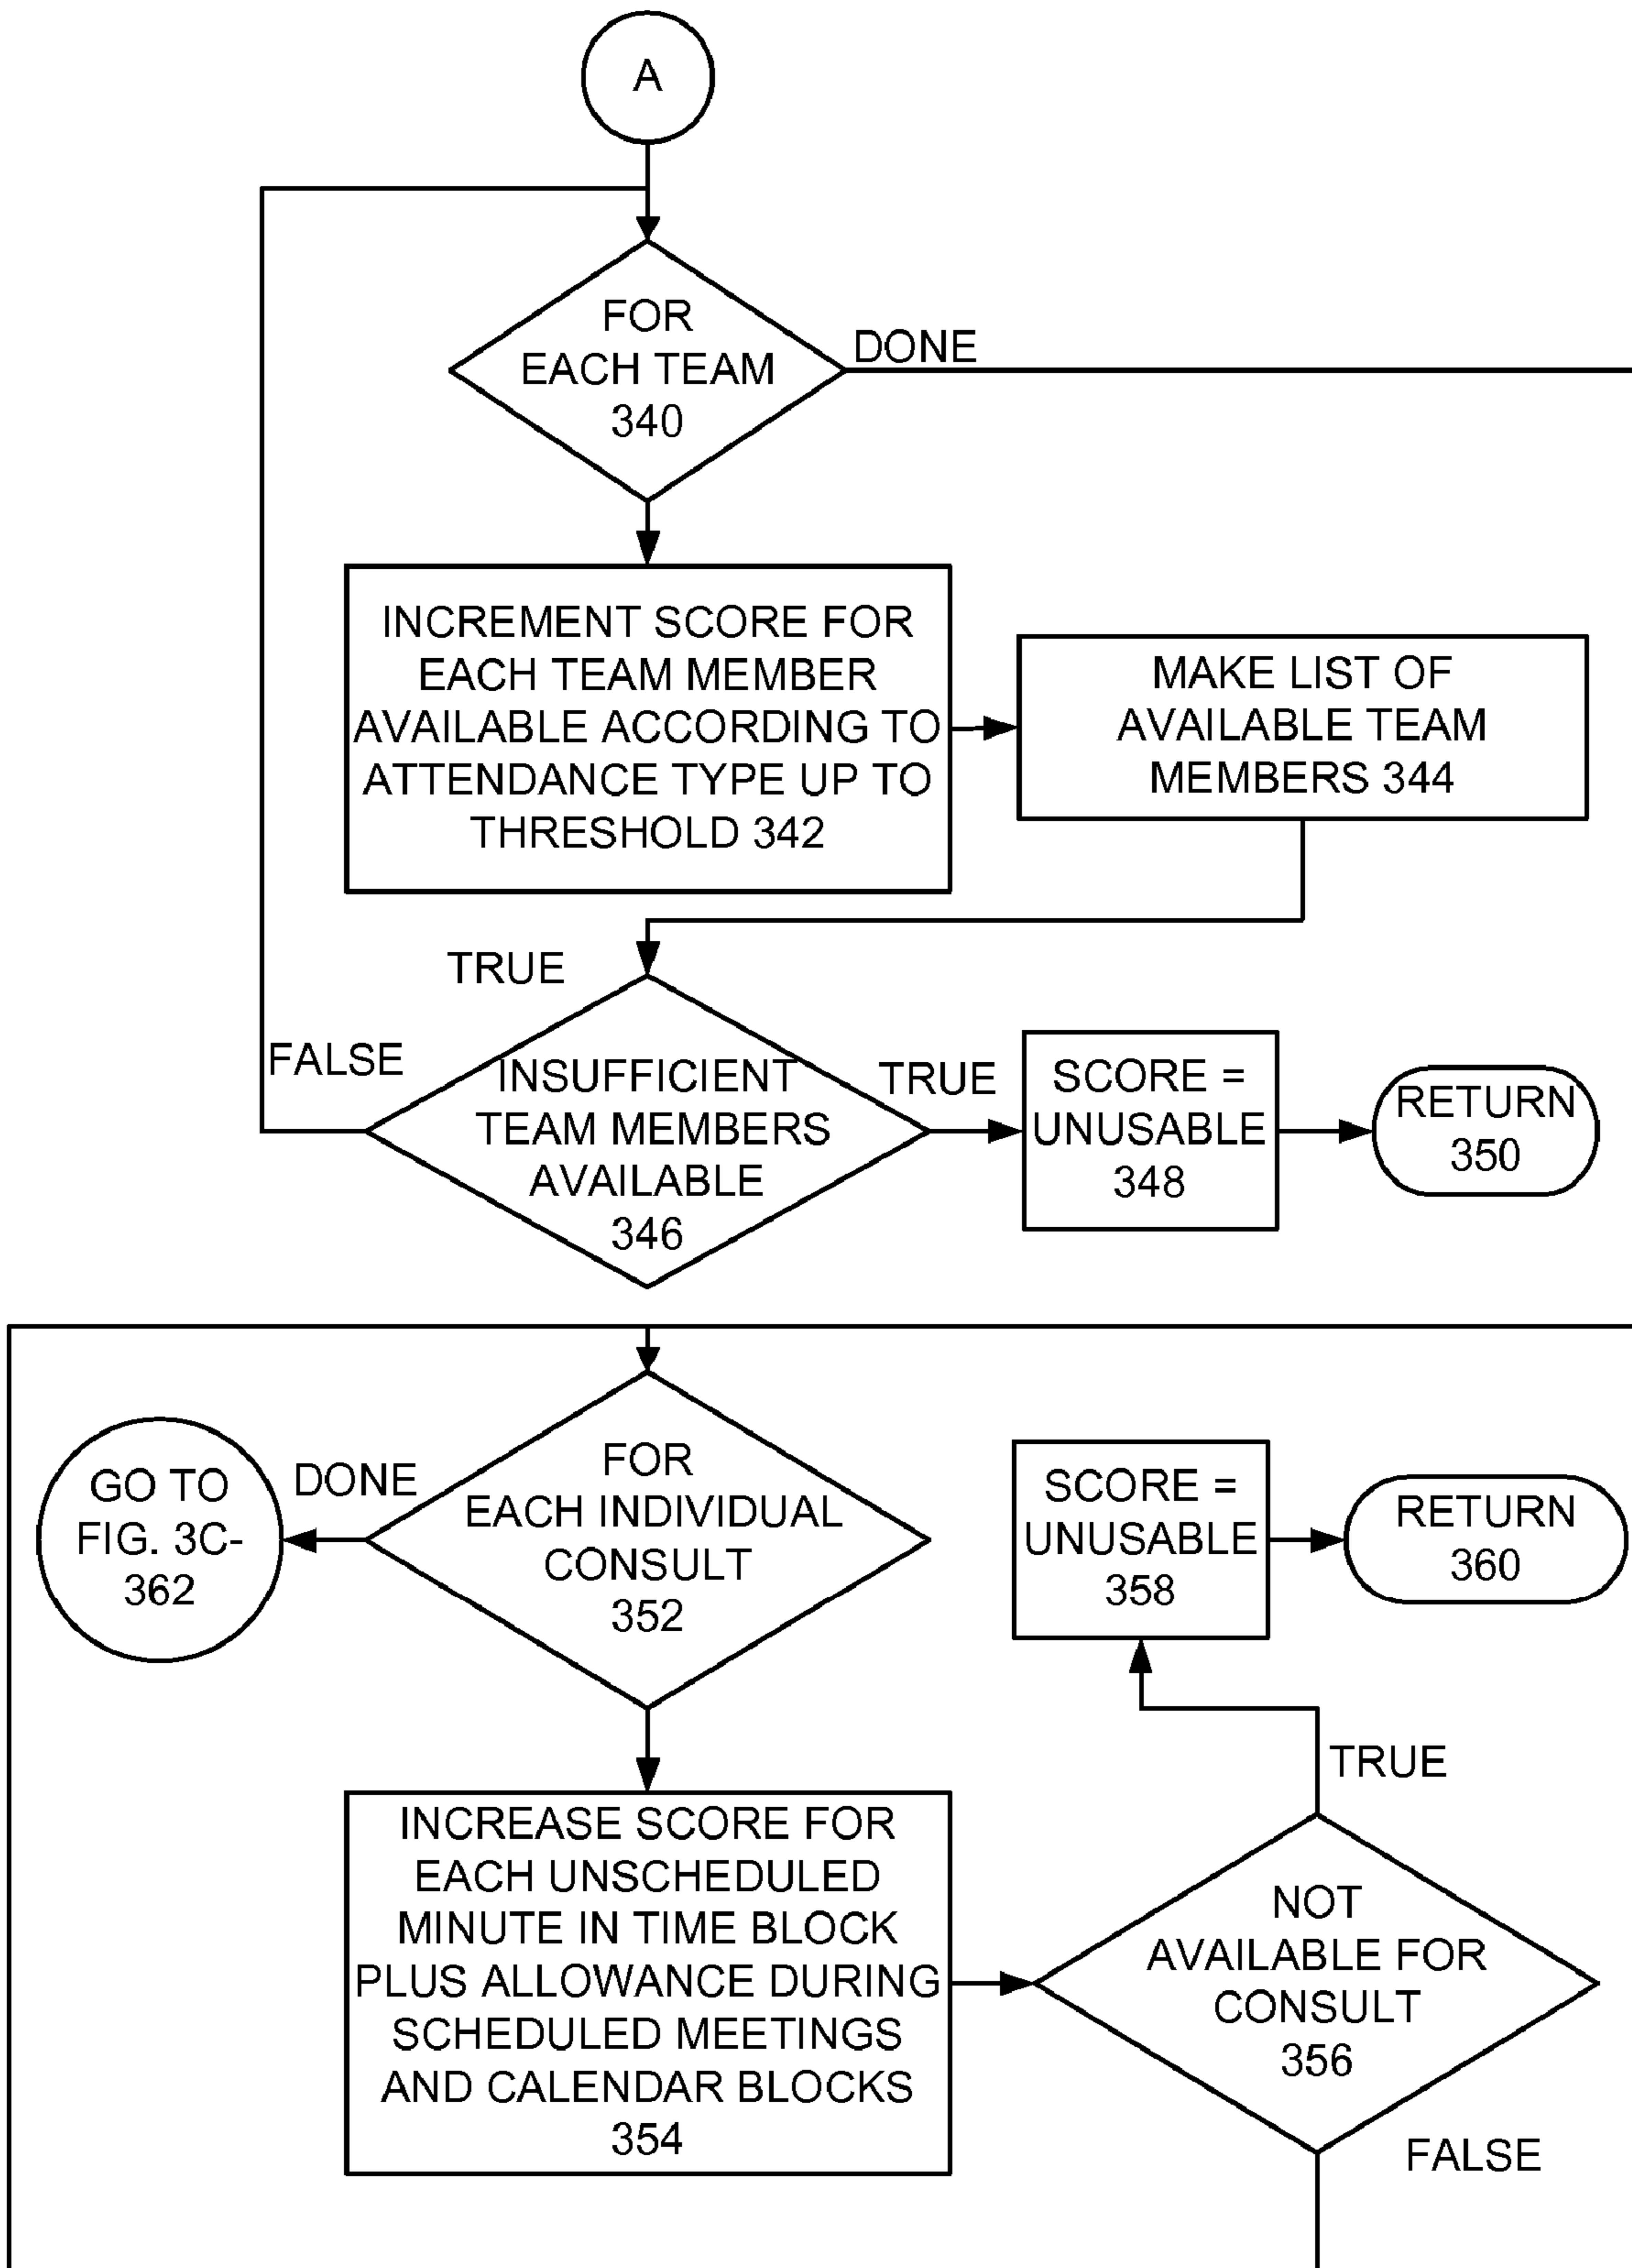 A
FOR
EACH TEAM
340
DONE
INCREMENT SCORE FOR
EACH TEAM MEMBER
AVAILABLE ACCORDING TO
ATTENDANCE TYPE UP TO
THRESHOLD 342
MAKE LIST OF
AVAILABLE TEAM
MEMBERS 344
TRUE
FALSE
INSUFFICIENT
TEAM MEMBERS
AVAILABLE
346
TRUE
SCORE =
UNUSABLE
348
RETURN
350
GO TO
FIG. 3C-
362
DONE
FOR
EACH INDIVIDUAL
CONSULT
352
SCORE =
UNUSABLE
358
RETURN
360
TRUE
INCREASE SCORE FOR
EACH UNSCHEDULED
MINUTE IN TIME BLOCK
PLUS ALLOWANCE DURING
SCHEDULED MEETINGS
AND CALENDAR BLOCKS
354
NOT
AVAILABLE FOR
CONSULT
356
FALSE